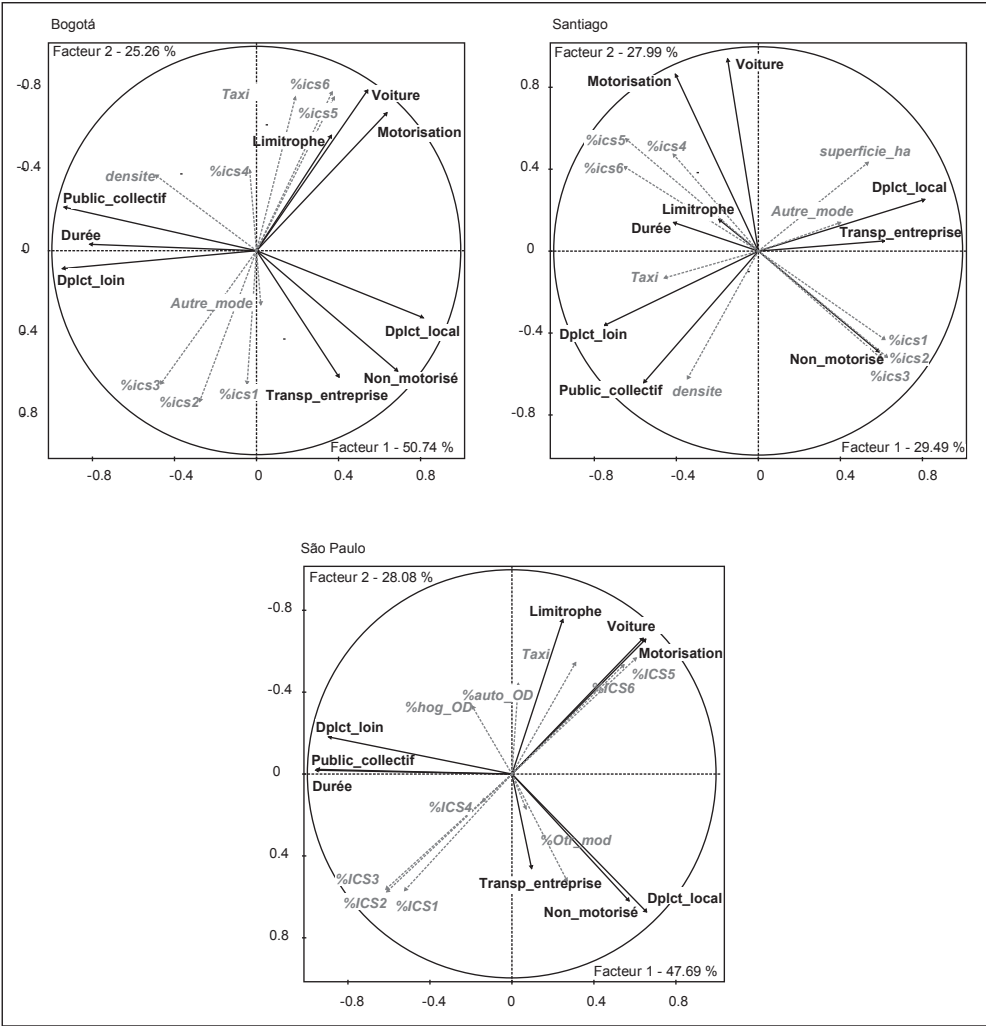 Bogotá
Facteur 2 - 25.26 %
-0.8
-0.4
0
0.4
0.8
Taxi
%ics6
%ics5
Voiture
Motorisation
Limitrophe
%ics4
densite
Public_collectif
Durée
Dplct_loin
Autre_mode
Dplct_local
%ics3
%ics2
%ics1
Non_motorisé
Transp_entreprise
Facteur 1 - 50.74 %
-0.8
-0.4
0
0.4
0.8
Santiago
Facteur 2 - 27.99 %
0.8
0.4
0
-0.4
-0.8
Voiture
Motorisation
%ics5
%ics4
%ics6
superficie_ha
Dplct_local
Limitrophe
Autre_mode
Durée
Transp_entreprise
Taxi
Dplct_loin
%ics1
Non_motorisé
%ics2
%ics3
Public_collectif
densite
Facteur 1 - 29.49 %
-0.8
-0.4
0
0.4
0.8
São Paulo
Facteur 2 - 28.08 %
-0.8
-0.4
0
0.4
0.8
Limitrophe
Voiture
Taxi
Motorisation
%ICS5
%ICS6
%auto_OD
%hog_OD
Dplct_loin
Public_collectif
Durée
%ICS4
%Otr_mod
%ICS3
%ICS2
%ICS1
Transp_entreprise
Dplct_local
Non_motorisé
Facteur 1 - 47.69 %
-0.8
-0.4
0
0.4
0.8